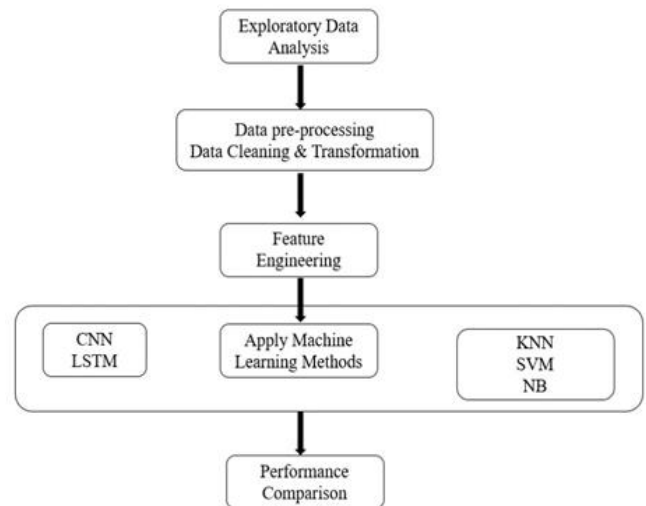 Exploratory Data
Analysis
Data pre-processing
Data Cleaning & Transformation
Feature
Engineering
CNN
LSTM
Apply Machine
Learning Methods
KNN
SVM
NB
Performance
Comparison